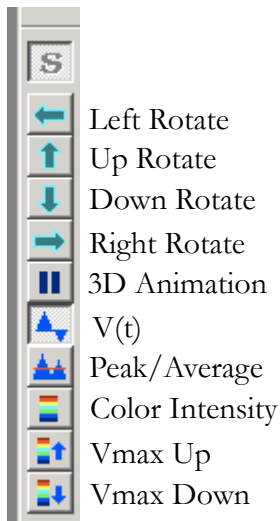 S
Left Rotate
Up Rotate
Down Rotate
Right Rotate
3D Animation
V(t)
Peak/Average
Color Intensity
Vmax Up
Vmax Down